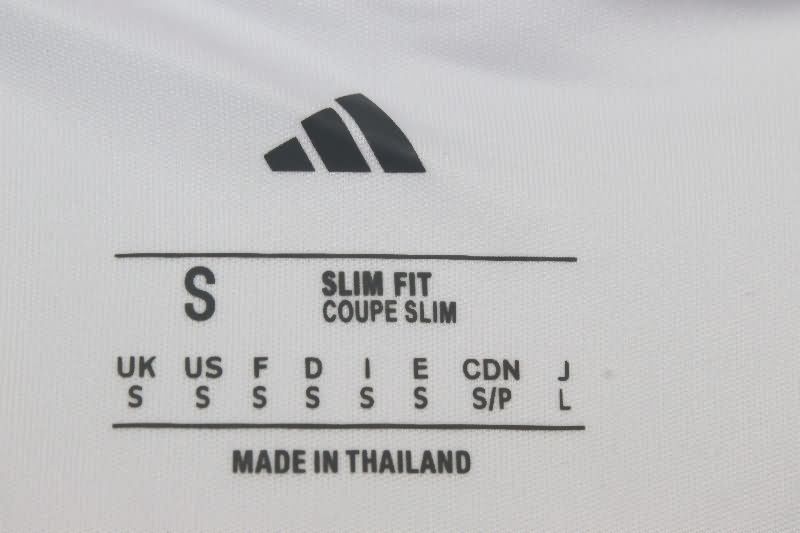 S SLIM FIT
COUPE SLIM
UK US F D I E CDN J
S S S S S S S/P L
MADE IN THAILAND